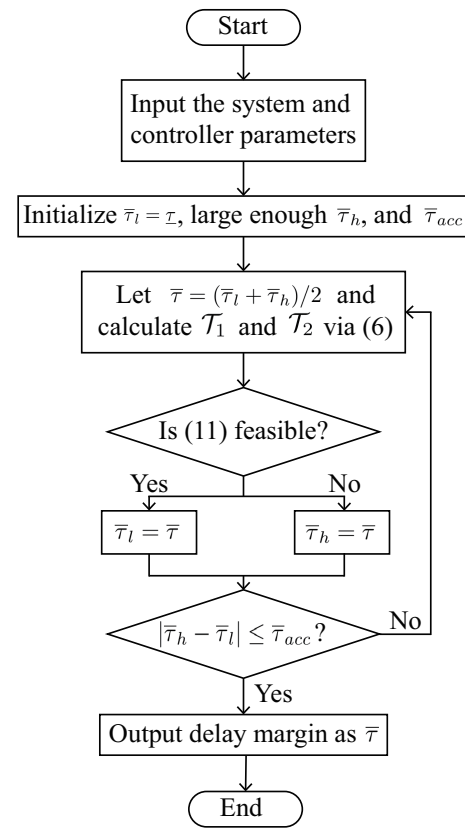 Start
Input the system and
controller parameters
Initialize τ̅_l = τ̲, large enough τ̅_h, and τ̅_acc
Let τ̅ = (τ̅_l + τ̅_h)/2 and
calculate 𝒯_1 and 𝒯_2 via (6)
Is (11) feasible?
Yes
No
τ̅_l = τ̅
τ̅_h = τ̅
|τ̅_h − τ̅_l| ≤ τ̅_acc?
No
Yes
Output delay margin as τ̅
End